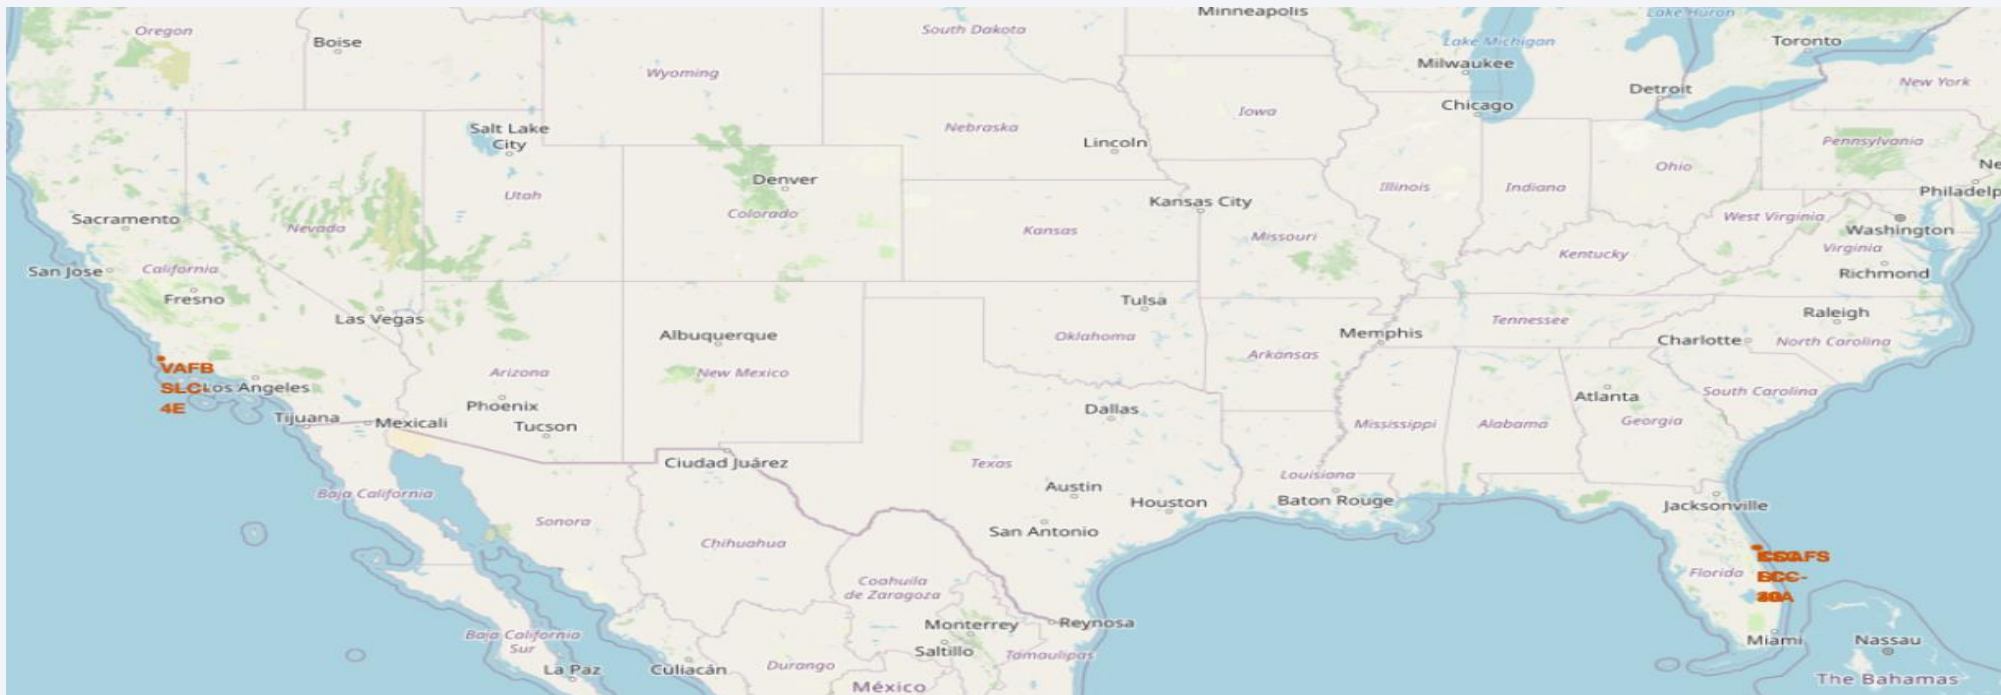 Minneapolis
Lake Huron
Oregon
South Dakota
Boise
Lake Michigan
Toronto
Milwaukee
Wyoming
New York
Detroit
Chicago
Iowa
Salt Lake
City
Nebraska
Lincoln
Pennsylvania
Ohio
Ne
Denver
Utah
Illinois
Indiana
Philadelp
Kansas City
Colorado
Sacramento
West Virginia
Nevada
Kansas
Missouri
Washington
Virginia
Kentucky
San Jose
California
Richmond
Fresno
Tulsa
Las Vegas
Raleigh
Tennessee
Albuquerque
Oklahoma
Memphis
Charlotte
North Carolina
Arkansas
VAFB
SLC-
4E
Los Angeles
Arizona
New Mexico
South Carolina
Atlanta
Phoenix
Dallas
Tijuana
Mexicali
Tucson
Mississippi
Alabama
Georgia
Ciudad Juárez
Texas
Louisiana
Baja California
Austin
Houston
Baton Rouge
Jacksonville
Sonora
San Antonio
Chihuahua
Florida
Coahuila
de Zaragoza
Monterrey
Reynosa
Baja California
Sur
Saltillo
Tamaulipas
Miami
Nassau
La Paz
Culiacán
Durango
México
The Bahamas